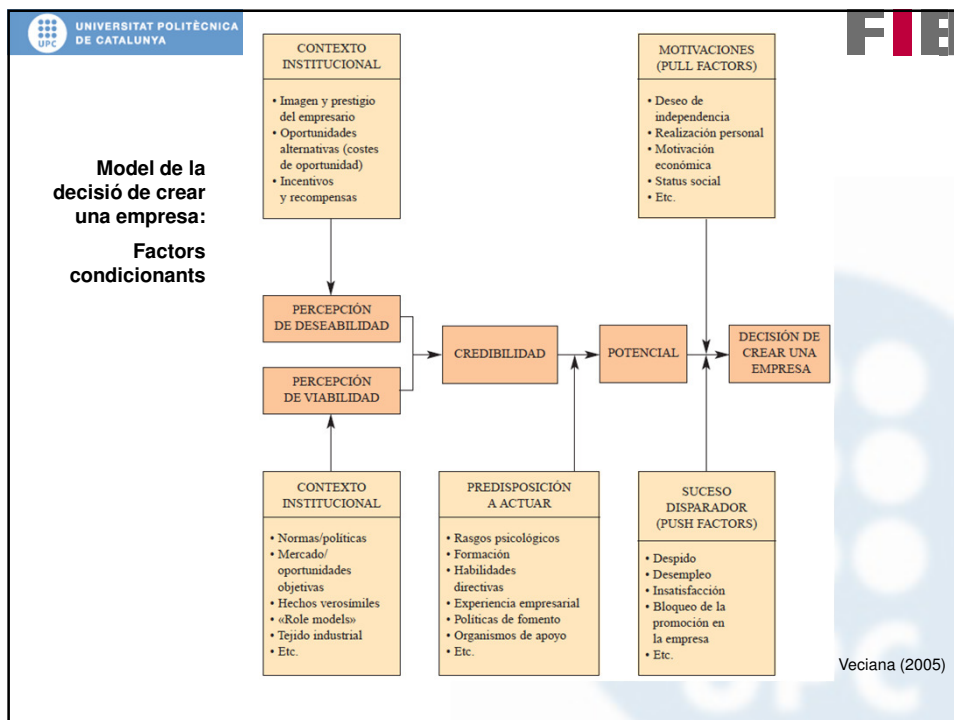 UNIVERSITAT POLITÈCNICA
DE CATALUNYA
UPC
FIB
Model de la
decisió de crear
una empresa:
Factors
condicionants
CONTEXTO
INSTITUCIONAL
• Imagen y prestigio
del empresario
• Oportunidades
alternativas (costes
de oportunidad)
• Incentivos
y recompensas
MOTIVACIONES
(PULL FACTORS)
• Deseo de
independencia
• Realización personal
• Motivación
económica
• Status social
• Etc.
PERCEPCIÓN
DE DESEABILIDAD
PERCEPCIÓN
DE VIABILIDAD
CREDIBILIDAD
POTENCIAL
DECISIÓN DE
CREAR UNA
EMPRESA
CONTEXTO
INSTITUCIONAL
• Normas/políticas
• Mercado/
oportunidades
objetivas
• Hechos verosímiles
• «Role models»
• Tejido industrial
• Etc.
PREDISPOSICIÓN
A ACTUAR
• Rasgos psicológicos
• Formación
• Habilidades
directivas
• Experiencia empresarial
• Políticas de fomento
• Organismos de apoyo
• Etc.
SUCESO
DISPARADOR
(PUSH FACTORS)
• Despido
• Desempleo
• Insatisfacción
• Bloqueo de la
promoción en
la empresa
• Etc.
Veciana (2005)
UPC